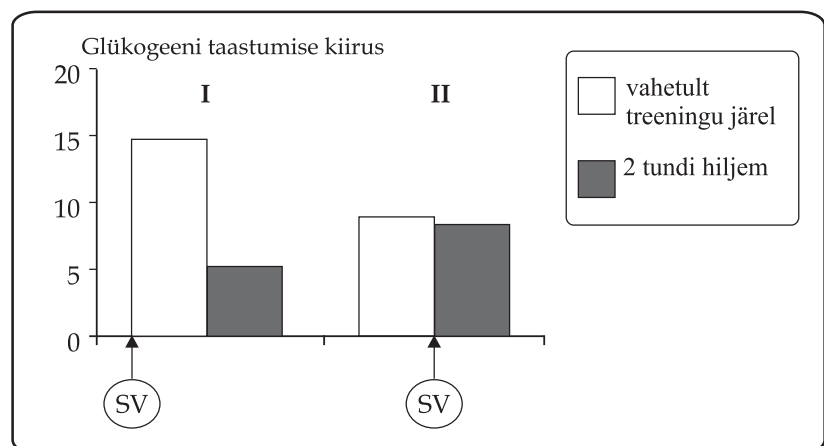 Glükogeeni taastumise kiirus
20
15
10
5
0
I
II
SV
SV
vahetult
treeningu järel
2 tundi hiljem